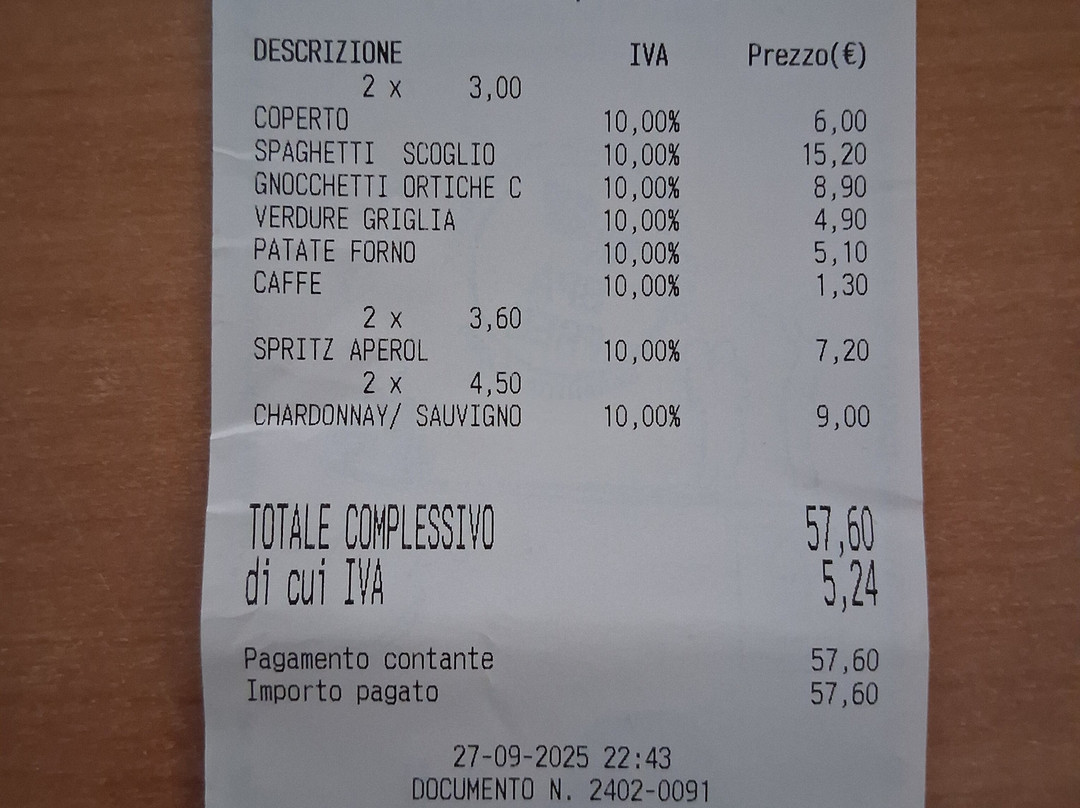 DESCRIZIONE IVA Prezzo(€)
2 x 3,00
COPERTO 10,00% 6,00
SPAGHETTI SCOGLIO 10,00% 15,20
GNOCCHETTI ORTICHE C 10,00% 8,90
VERDURE GRIGLIA 10,00% 4,90
PATATE FORNO 10,00% 5,10
CAFFE 10,00% 1,30
2 x 3,60
SPRITZ APEROL 10,00% 7,20
2 x 4,50
CHARDONNAY/ SAUVIGNO 10,00% 9,00
TOTALE COMPLESSIVO 57,60
di cui IVA 5,24
Pagamento contante 57,60
Importo pagato 57,60
27-09-2025 22:43
DOCUMENTO N. 2402-0091